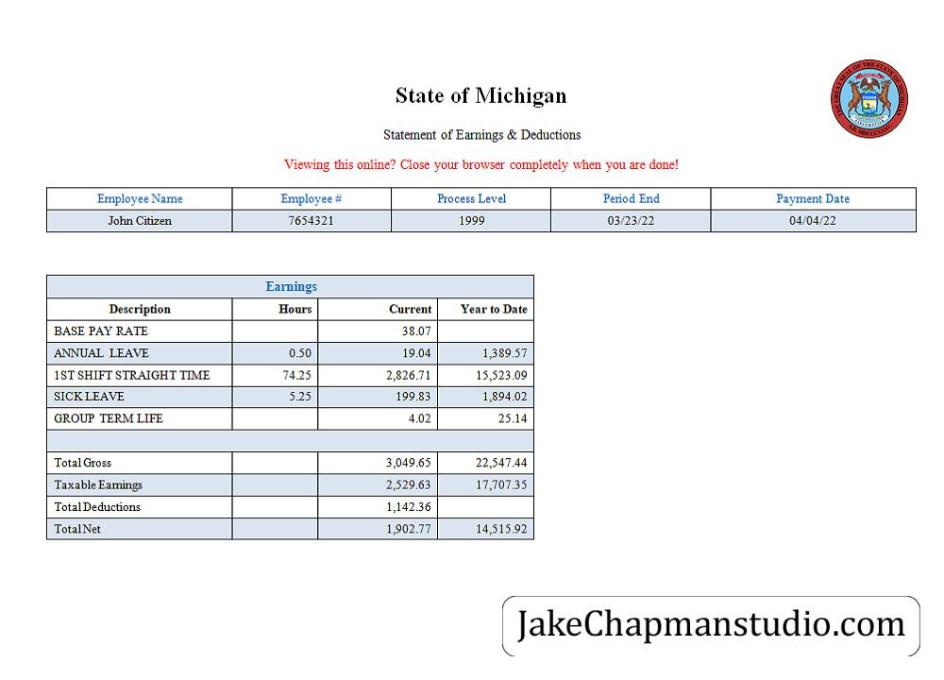 State of Michigan
Statement of Earnings & Deductions
Viewing this online? Close your browser completely when you are done!
Employee Name Employee # Process Level Period End Payment Date
John Citizen 7654321 1999 03/23/22 04/04/22
Earnings
Description Hours Current Year to Date
BASE PAY RATE 38.07
ANNUAL LEAVE 0.50 19.04 1,389.57
1ST SHIFT STRAIGHT TIME 74.25 2,826.71 15,523.09
SICK LEAVE 5.25 199.83 1,894.02
GROUP TERM LIFE 4.02 25.14
Total Gross 3,049.65 22,547.44
Taxable Earnings 2,529.63 17,707.35
Total Deductions 1,142.36
Total Net 1,902.77 14,515.92
JakeChapmanstudio.com